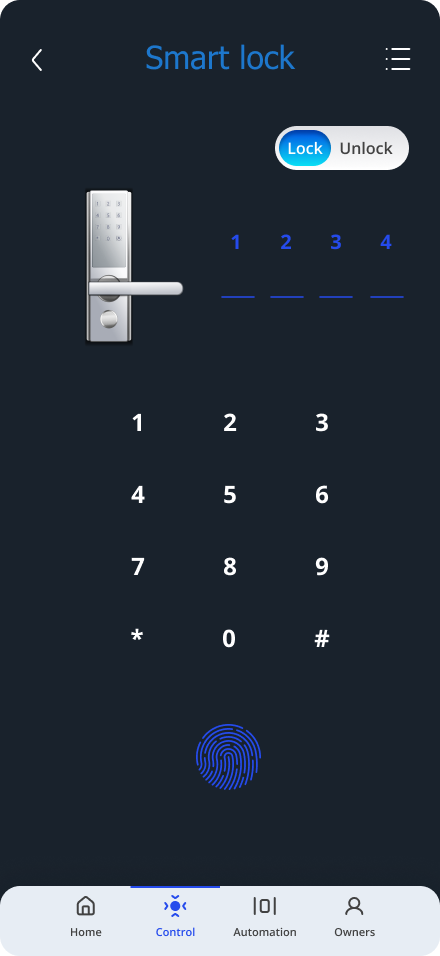 Smart lock
Lock Unlock
1 2 3 4
1 2 3
4 5 6
7 8 9
* 0 #
Home Control Automation Owners